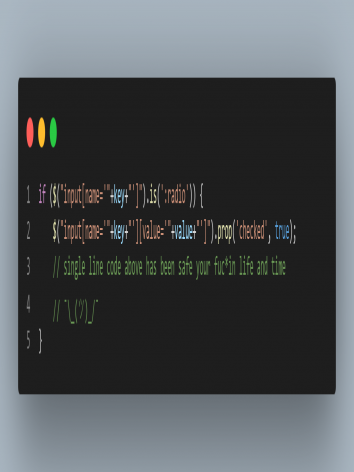 1 if ($("input[name='"+key+"']").is(':radio')) {
2 $("input[name='"+key+"'][value='"+value+"']").prop('checked', true);
3 // single line code above has been safe your fuc*in life and time
4 // ¯\_(ツ)_/¯
5 }